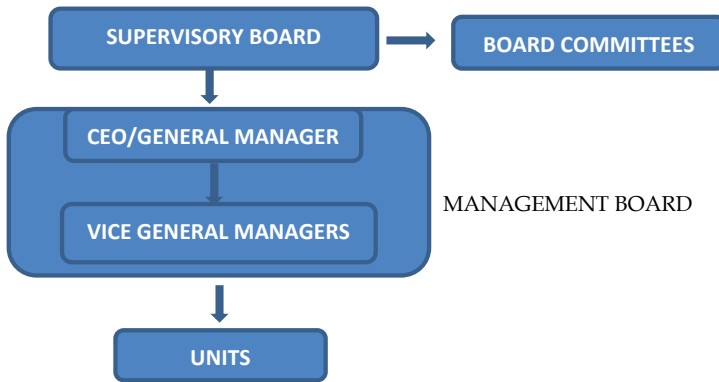 SUPERVISORY BOARD
BOARD COMMITTEES
CEO/GENERAL MANAGER
MANAGEMENT BOARD
VICE GENERAL MANAGERS
UNITS